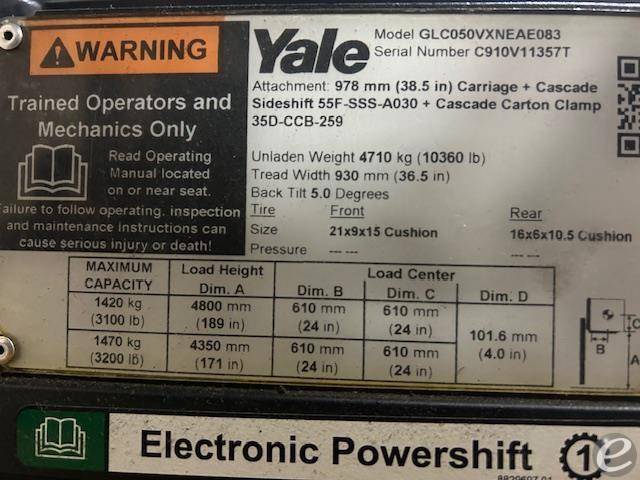 WARNING
Trained Operators and
Mechanics Only
Read Operating
Manual located
on or near seat.
Failure to follow operating, inspection
and maintenance instructions can
cause serious injury or death!
Yale
Model GLC050VXNEAE083
Serial Number C910V11357T
Attachment: 978 mm (38.5 in) Carriage + Cascade
Sideshift 55F-SSS-A030 + Cascade Carton Clamp
35D-CCB-259
Unladen Weight 4710 kg (10360 lb)
Tread Width 930 mm (36.5 in)
Back Tilt 5.0 Degrees
Tire Front Rear
Size 21x9x15 Cushion 16x6x10.5 Cushion
Pressure --- --- --- ---
MAXIMUM CAPACITY Load Height Load Center
Dim. A Dim. B Dim. C Dim. D
1420 kg 4800 mm 610 mm 610 mm
(3100 lb) (189 in) (24 in) (24 in)
101.6 mm
(4.0 in)
1470 kg 4350 mm 610 mm 610 mm
(3200 lb) (171 in) (24 in) (24 in)
B
C
A
Electronic Powershift 1
e